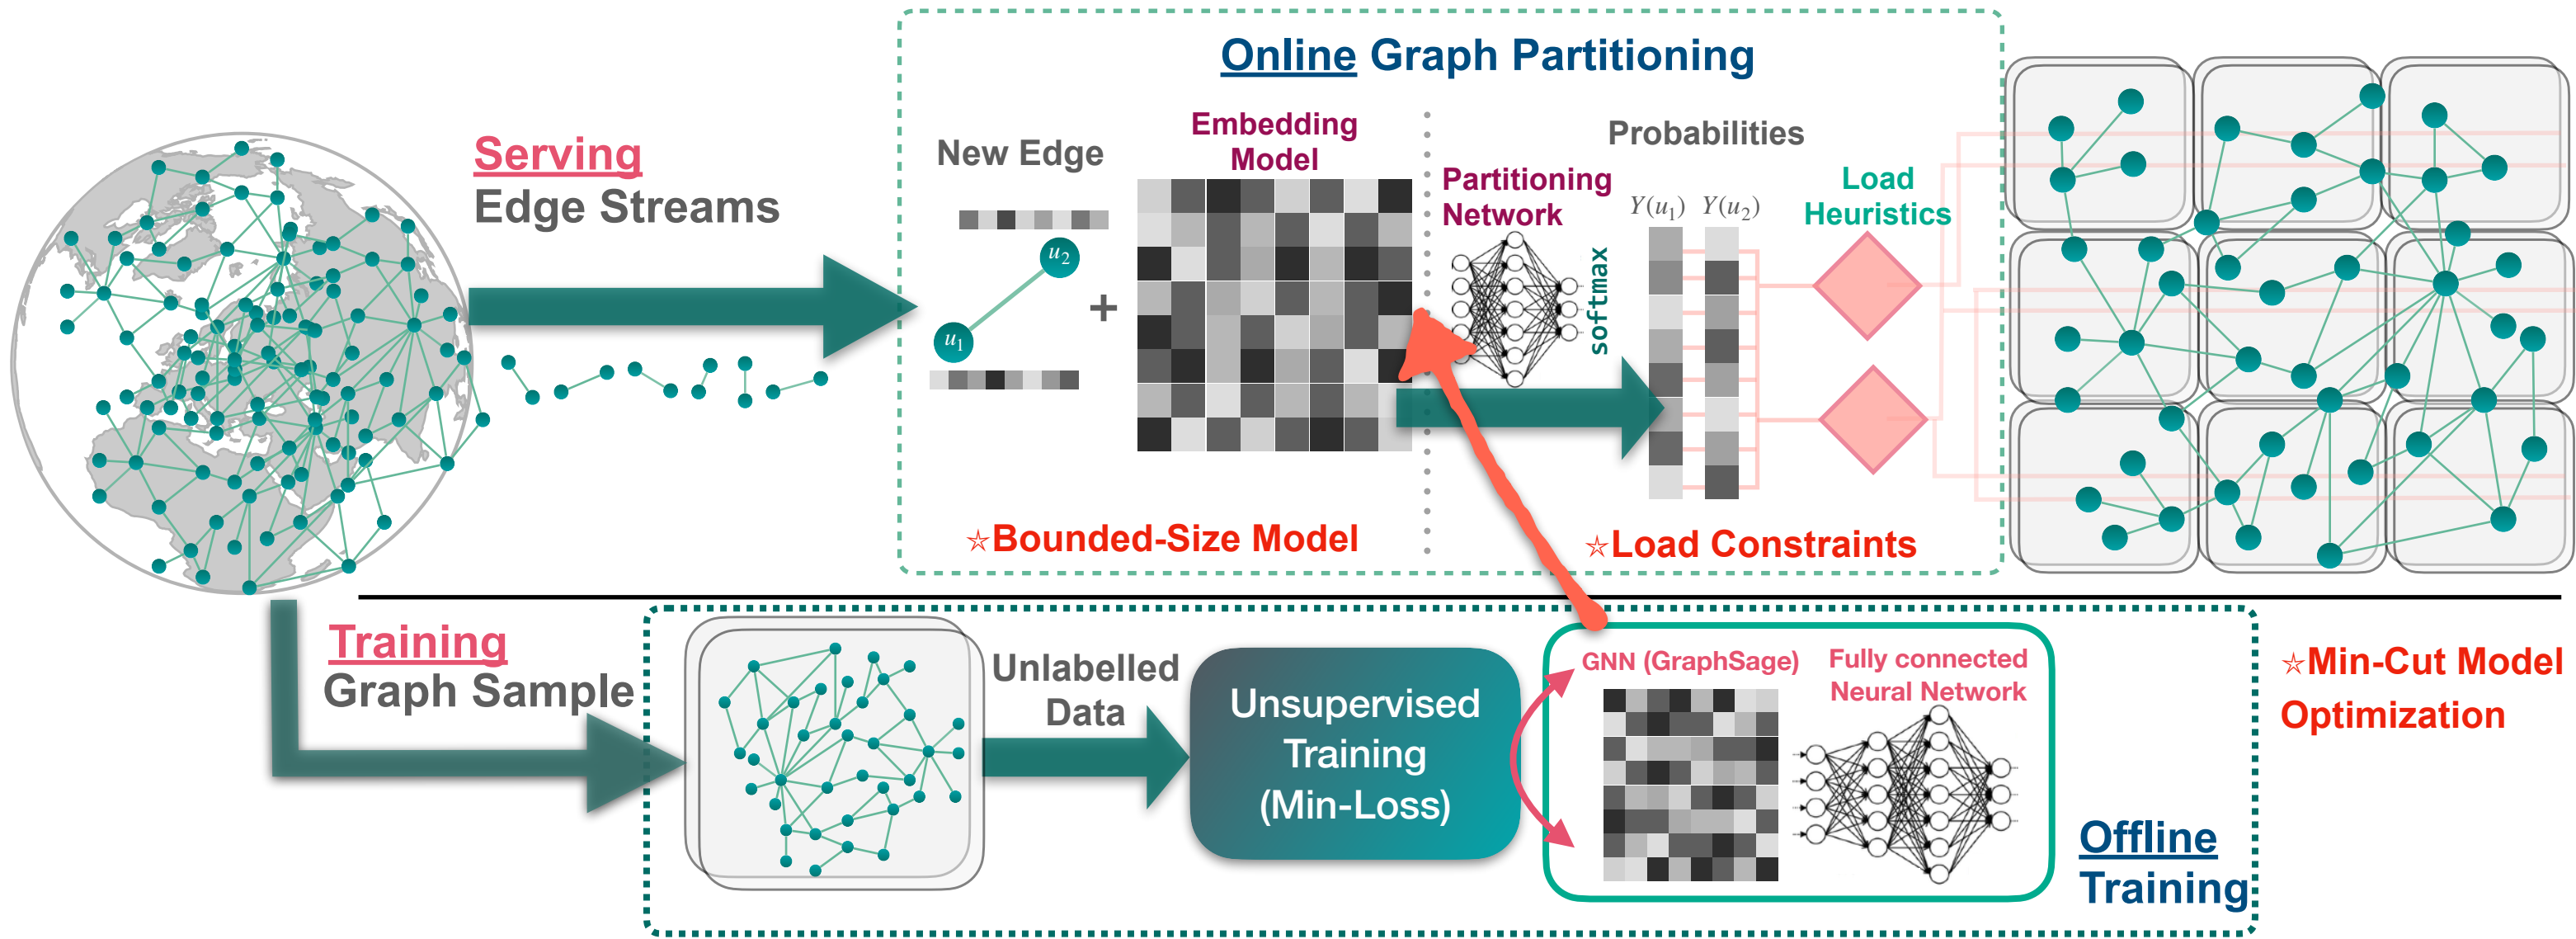 Online Graph Partitioning
Serving
Edge Streams
New Edge
Embedding
Model
u₂
u₁
+
Partitioning
Network
softmax
Probabilities
Y(u₁) Y(u₂)
Load
Heuristics
☆Bounded-Size Model
☆Load Constraints
Training
Graph Sample
Unlabelled
Data
Unsupervised
Training
(Min-Loss)
GNN (GraphSage)
Fully connected
Neural Network
☆Min-Cut Model
Optimization
Offline
Training